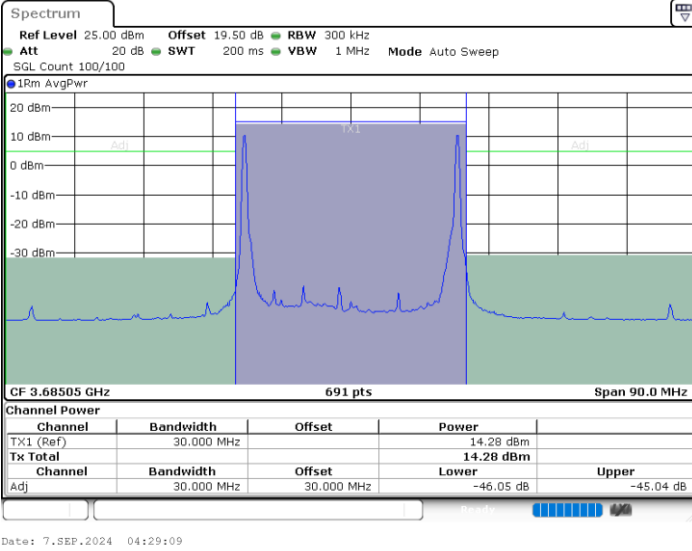 Spectrum
Ref Level 25.00 dBm Offset 19.50 dB RBW 300 kHz
Att 20 dB SWT 200 ms VBW 1 MHz Mode Auto Sweep
SGL Count 100/100
1Rm AvgPwr
20 dBm
TX1
10 dBm
Adj Adj
0 dBm
-10 dBm
-20 dBm
-30 dBm
CF 3.68505 GHz 691 pts Span 90.0 MHz
Channel Power
Channel Bandwidth Offset Power
TX1 (Ref) 30.000 MHz 14.28 dBm
Tx Total 14.28 dBm
Channel Bandwidth Offset Lower Upper
Adj 30.000 MHz 30.000 MHz -46.05 dB -45.04 dB
Ready
Date: 7.SEP.2024 04:29:09